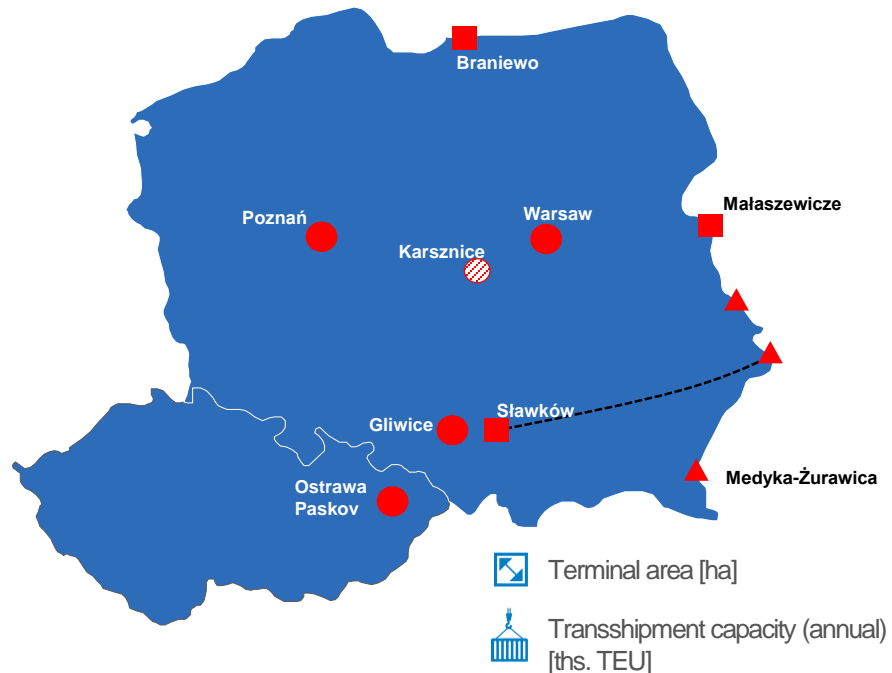 Braniewo
Małaszewicze
Poznań
Warsaw
Karsznice
Gliwice
Sławków
Medyka-Żurawica
Ostrawa
Paskov
Terminal area [ha]
Transshipment capacity (annual)
[ths. TEU]